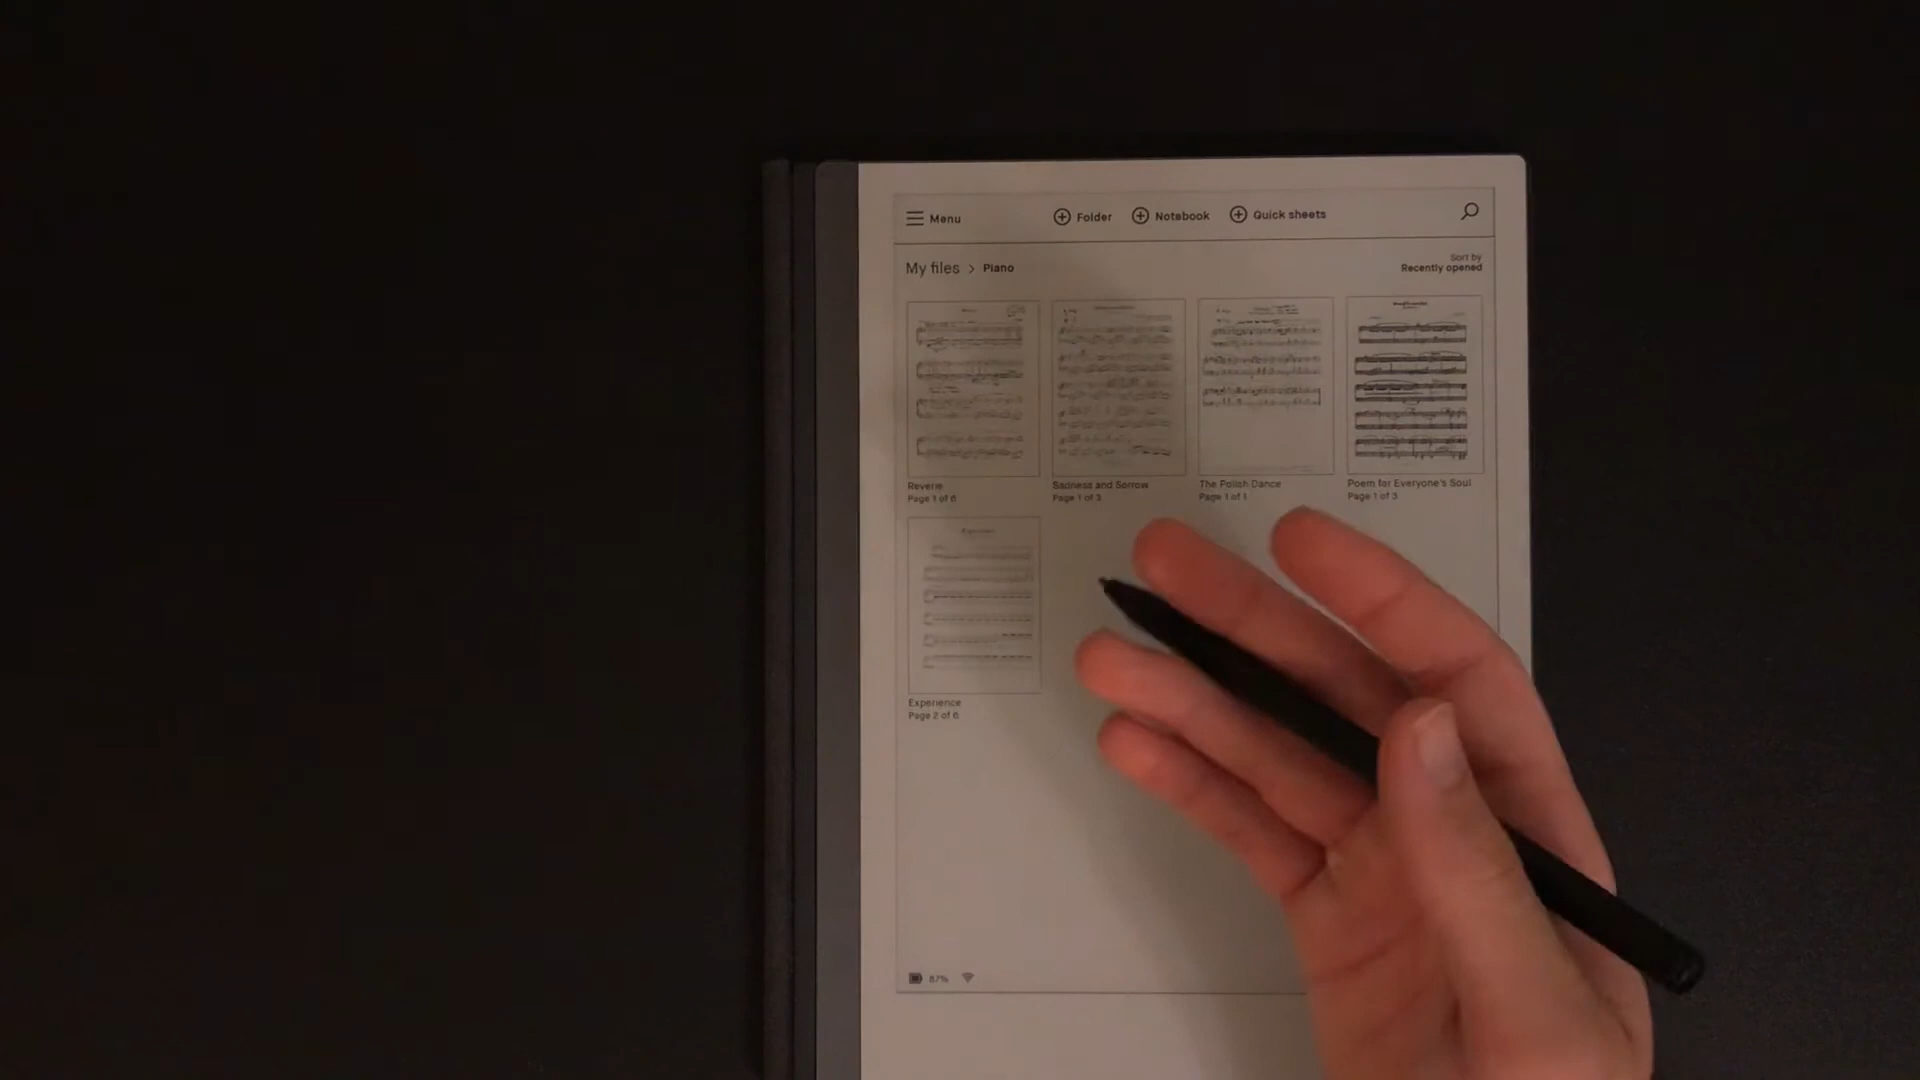 Menu
Folder
Notebook
Quick sheets
My files > Piano
Sort by
Recently opened
Reverie
Page 1 of 6
Sadness and Sorrow
Page 1 of 3
The Polish Dance
Page 1 of 1
Poem for Everyone's Soul
Page 1 of 3
Experience
Page 2 of 6
87%